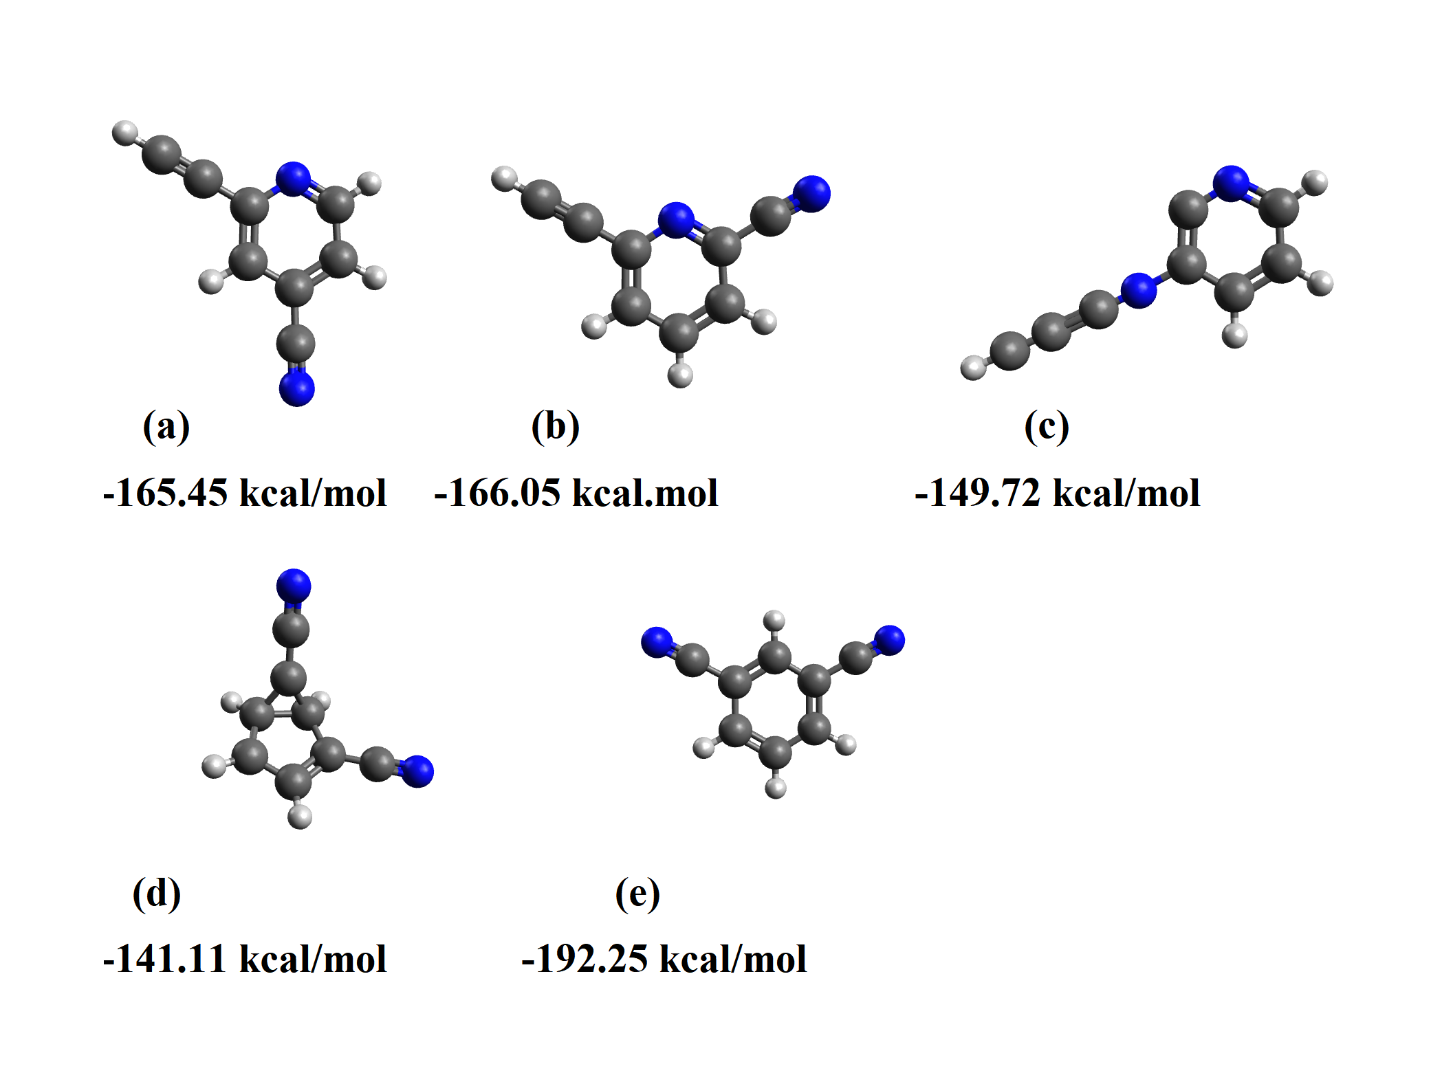 (a) (b) (c)
-165.45 kcal/mol -166.05 kcal.mol -149.72 kcal/mol
(d) (e)
-141.11 kcal/mol -192.25 kcal/mol